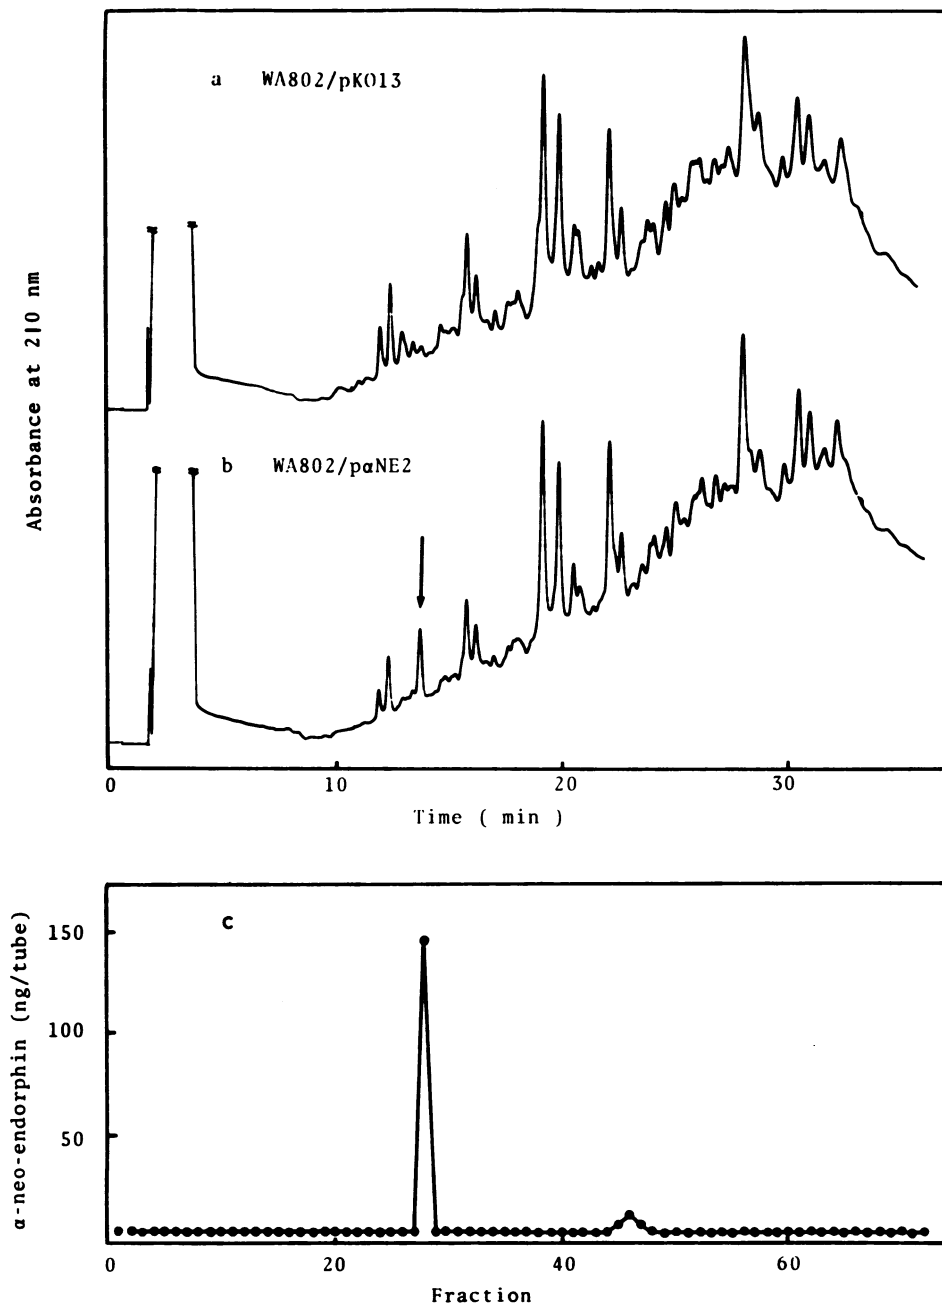 a WA802/pKO13
Absorbance at 210 nm
b WA802/pαNE2
0 10 20 30
Time ( min )
c
α-neo-endorphin (ng/tube)
150
100
50
0 20 40 60
Fraction